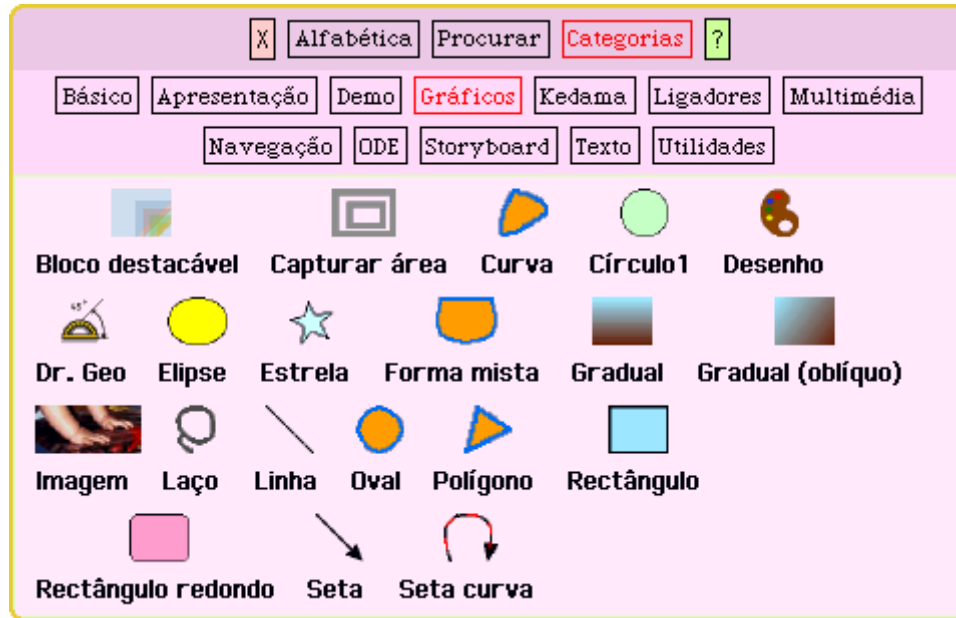 X Alfabética Procurar Categorias ?
Básico Apresentação Demo Gráficos Kedama Ligadores Multimédia
Navegação ODE Storyboard Texto Utilidades
Bloco destacável Capturar área Curva Círculo1 Desenho
45°
Dr. Geo Elipse Estrela Forma mista Gradual Gradual (oblíquo)
Imagem Laço Linha Oval Polígono Rectângulo
Rectângulo redondo Seta Seta curva